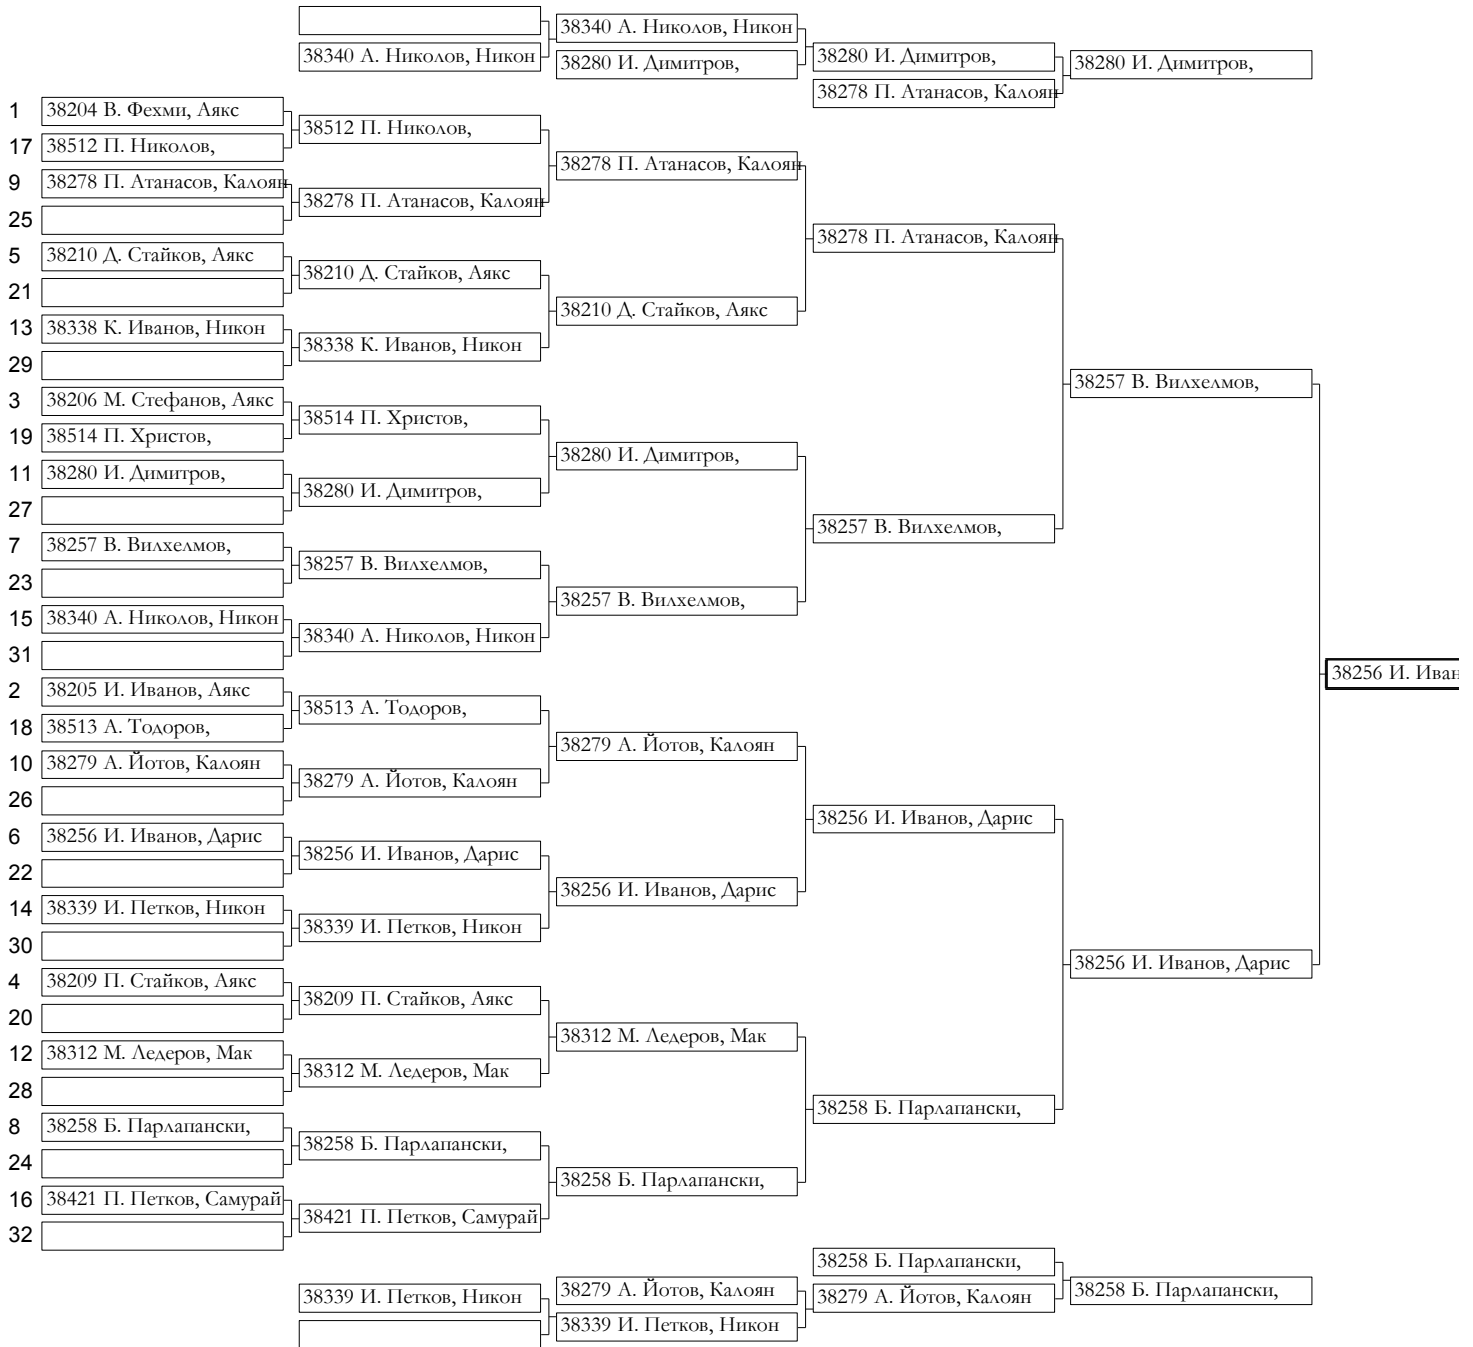 38340 А. Николов, Никон
38340 А. Николов, Никон
38280 И. Димитров,
38280 И. Димитров,
38280 И. Димитров,
38278 П. Атанасов, Калоян
1 38204 В. Фехми, Аякс
38512 П. Николов,
17 38512 П. Николов,
38278 П. Атанасов, Калоян
9 38278 П. Атанасов, Калоян
38278 П. Атанасов, Калоян
25
38278 П. Атанасов, Калоян
5 38210 Д. Стайков, Аякс
38210 Д. Стайков, Аякс
21
38210 Д. Стайков, Аякс
13 38338 К. Иванов, Никон
38338 К. Иванов, Никон
29
38257 В. Вилхелмов,
3 38206 М. Стефанов, Аякс
38514 П. Христов,
19 38514 П. Христов,
38280 И. Димитров,
11 38280 И. Димитров,
38280 И. Димитров,
27
38257 В. Вилхелмов,
7 38257 В. Вилхелмов,
38257 В. Вилхелмов,
23
38257 В. Вилхелмов,
15 38340 А. Николов, Никон
38340 А. Николов, Никон
31
38256 И. Иван
2 38205 И. Иванов, Аякс
38513 А. Тодоров,
18 38513 А. Тодоров,
38279 А. Йотов, Калоян
10 38279 А. Йотов, Калоян
38279 А. Йотов, Калоян
26
38256 И. Иванов, Дарис
6 38256 И. Иванов, Дарис
38256 И. Иванов, Дарис
22
38256 И. Иванов, Дарис
14 38339 И. Петков, Никон
38339 И. Петков, Никон
30
38256 И. Иванов, Дарис
4 38209 П. Стайков, Аякс
38209 П. Стайков, Аякс
20
38312 М. Ледеров, Мак
12 38312 М. Ледеров, Мак
38312 М. Ледеров, Мак
28
38258 Б. Парлапански,
8 38258 Б. Парлапански,
38258 Б. Парлапански,
24
38258 Б. Парлапански,
16 38421 П. Петков, Самурай
38421 П. Петков, Самурай
32
38258 Б. Парлапански,
38339 И. Петков, Никон
38279 А. Йотов, Калоян
38279 А. Йотов, Калоян
38258 Б. Парлапански,
38339 И. Петков, Никон